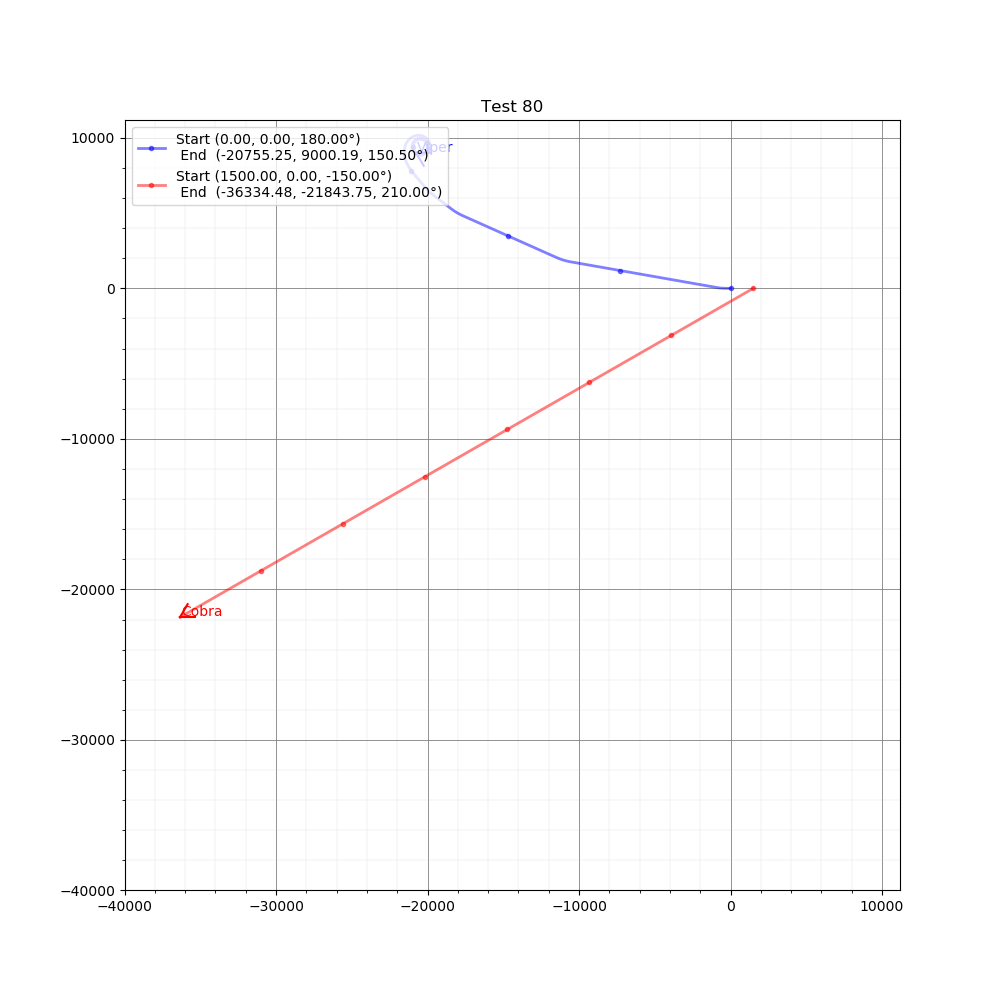 Test 80
Start (0.00, 0.00, 180.00°)
End (-20755.25, 9000.19, 150.50°)
Start (1500.00, 0.00, -150.00°)
End (-36334.48, -21843.75, 210.00°)
Viper
10000
0
−10000
−20000
−30000
−40000
Cobra
−40000
−30000
−20000
−10000
0
10000